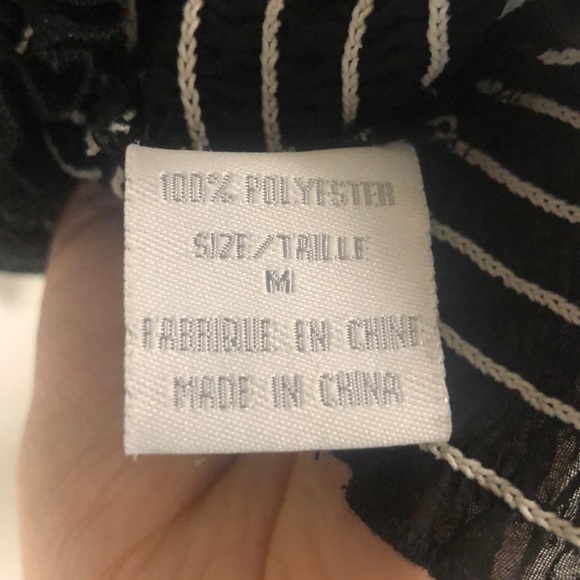 100% POLYESTER
SIZE/TAILLE
M
FABRIQUE EN CHINE
MADE IN CHINA